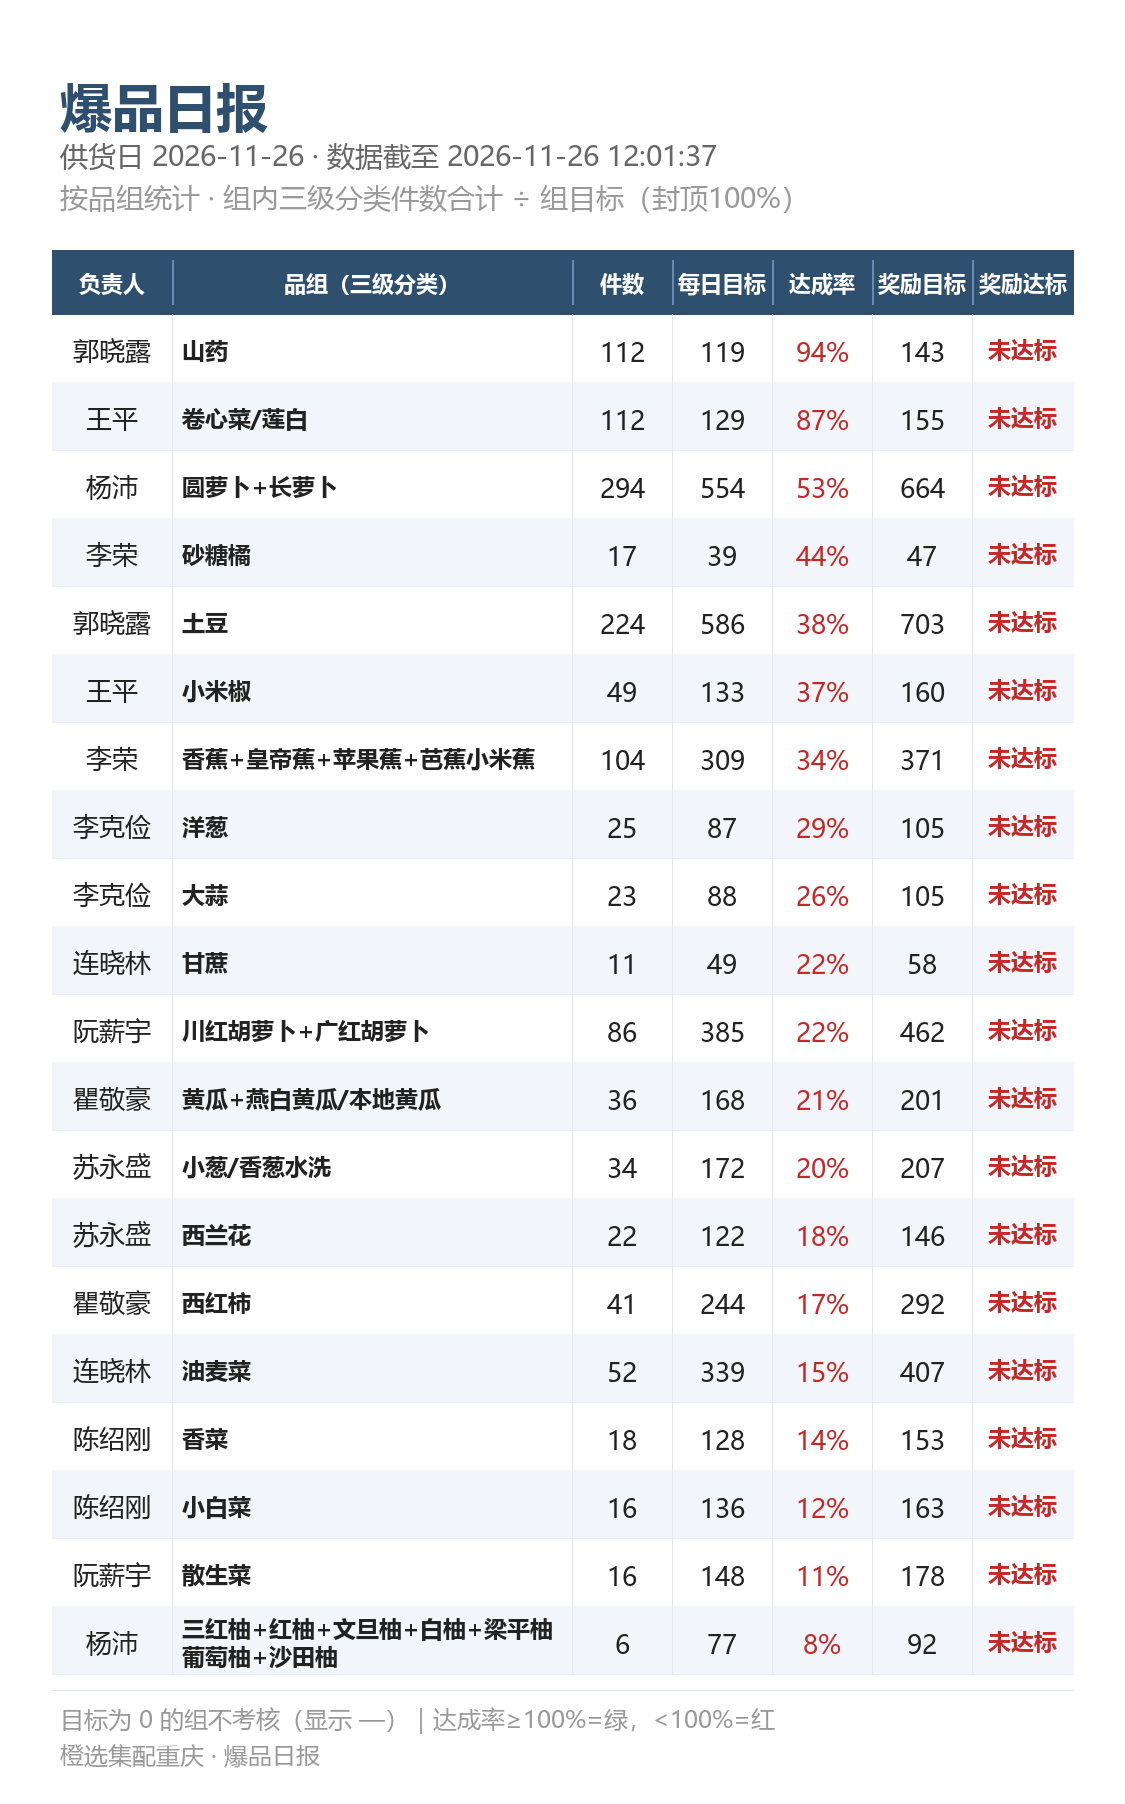 爆品日报
供货日 2026-11-26 · 数据截至 2026-11-26 12:01:37
按品组统计 · 组内三级分类件数合计 ÷ 组目标（封顶100%）
负责人 品组（三级分类） 件数 每日目标 达成率 奖励目标 奖励达标
郭晓露 山药 112 119 94% 143 未达标
王平 卷心菜/莲白 112 129 87% 155 未达标
杨沛 圆萝卜+长萝卜 294 554 53% 664 未达标
李荣 砂糖橘 17 39 44% 47 未达标
郭晓露 土豆 224 586 38% 703 未达标
王平 小米椒 49 133 37% 160 未达标
李荣 香蕉+皇帝蕉+苹果蕉+芭蕉小米蕉 104 309 34% 371 未达标
李克俭 洋葱 25 87 29% 105 未达标
李克俭 大蒜 23 88 26% 105 未达标
连晓林 甘蔗 11 49 22% 58 未达标
阮薪宇 川红胡萝卜+广红胡萝卜 86 385 22% 462 未达标
瞿敬豪 黄瓜+燕白黄瓜/本地黄瓜 36 168 21% 201 未达标
苏永盛 小葱/香葱水洗 34 172 20% 207 未达标
苏永盛 西兰花 22 122 18% 146 未达标
瞿敬豪 西红柿 41 244 17% 292 未达标
连晓林 油麦菜 52 339 15% 407 未达标
陈绍刚 香菜 18 128 14% 153 未达标
陈绍刚 小白菜 16 136 12% 163 未达标
阮薪宇 散生菜 16 148 11% 178 未达标
杨沛 三红柚+红柚+文旦柚+白柚+梁平柚
葡萄柚+沙田柚 6 77 8% 92 未达标
目标为 0 的组不考核（显示 —）｜达成率≥100%=绿，<100%=红
橙选集配重庆 · 爆品日报